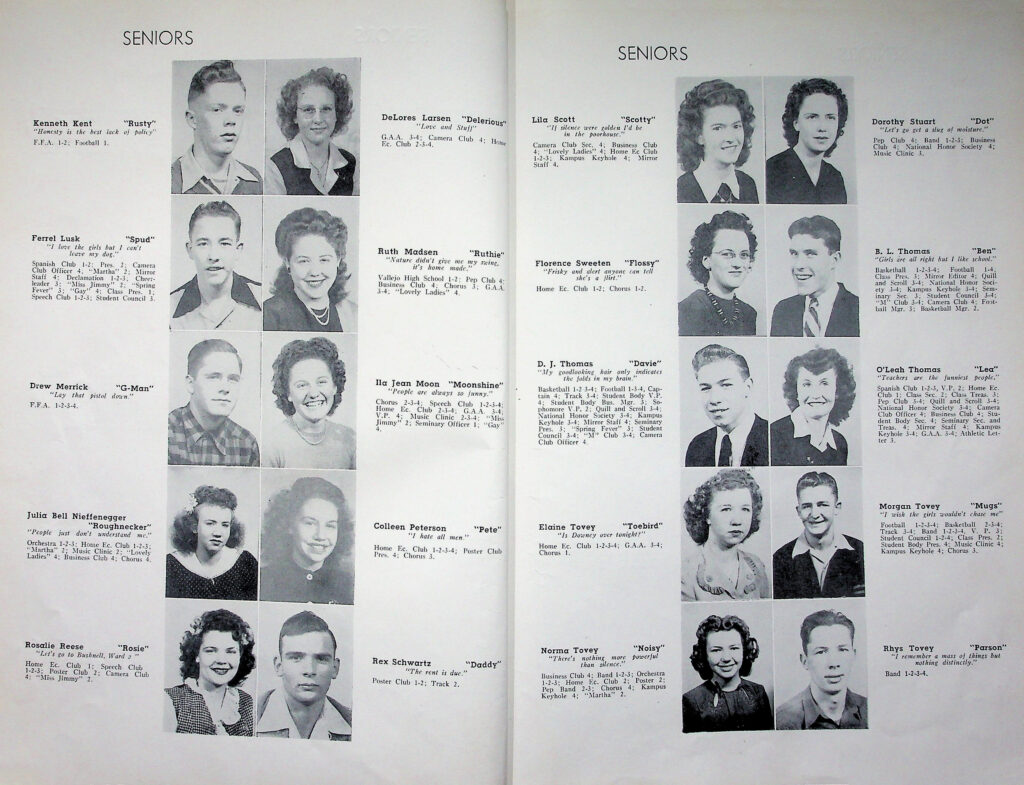 SENIORS
Kenneth Kent "Rusty"
"Honesty is the best lack of policy"
F.F.A. 1-2; Football 1.
DeLores Larsen "Delerious"
"Love and Stuff"
G.A.A. 3-4; Camera Club 4; Home
Ec. Club 2-3-4.
Ferrel Lusk "Spud"
"I love the girls but I can't
leave my dog."
Spanish Club 1-2; Pres. 2; Camera
Club Officer 4; "Martha" 2; Mirror
Staff 4; Declamation 1-2-3; Cheer-
leader 3; "Miss Jimmy" 2; "Spring
Fever" 3; "Gay" 4; Class Pres. 1;
Speech Club 1-2-3; Student Council 3.
Ruth Madsen "Ruthie"
"Nature didn't give me my swing,
it's home made."
Vallejo High School 1-2; Pep Club 4;
Business Club 4; Chorus 3; G.A.A.
3-4; "Lovely Ladies" 4.
Drew Merrick "G-Man"
"Lay that pistol down."
F.F.A. 1-2-3-4.
Ila Jean Moon "Moonshine"
"People are always so funny."
Chorus 2-3-4; Speech Club 1-2-3-4;
Home Ec. Club 2-3-4; G.A.A. 3-4,
V.P. 4; Music Clinic 2-3-4; "Miss
Jimmy" 2; Seminary Officer 1; "Gay"
4.
Julia Bell Nieffenegger
"Roughnecker"
"People just don't understand me."
Orchestra 1-2-3; Home Ec. Club 1-2-3;
"Martha" 2; Music Clinic 2; "Lovely
Ladies" 4; Business Club 4; Chorus 4.
Colleen Peterson "Pete"
"I hate all men."
Home Ec. Club 1-2-3-4; Poster Club
Pres. 4; Chorus 3.
Rosalie Reese "Rosie"
"Let's go to Bushnell, Ward 2"
Home Ec. Club 1; Speech Club
1-2-3; Poster Club 2; Camera Club
4; "Miss Jimmy" 2.
Rex Schwartz "Daddy"
"The rent is due."
Poster Club 1-2; Track 2.
SENIORS
Lila Scott "Scotty"
"If silence were golden I'd be
in the poorhouse."
Camera Club Sec. 4; Business Club
4; "Lovely Ladies" 4; Home Ec Club
1-2-3; Kampus Keyhole 4; Mirror
Staff 4.
Dorothy Stuart "Dot"
"Let's go get a slug of moisture."
Pep Club 4; Band 1-2-3; Business
Club 4; National Honor Society 4;
Music Clinic 3.
Florence Sweeten "Flossy"
"Frisky and alert anyone can tell
she's a flirt."
Home Ec. Club 1-2; Chorus 1-2.
B. L. Thomas "Ben"
"Girls are all right but I like school."
Basketball 1-2-3-4; Football 1-4;
Class Pres. 3; Mirror Editor 4; Quill
and Scroll 3-4; National Honor Soci-
ety 3-4; Kampus Keyhole 3-4; Sem-
inary Sec. 3; Student Council 3-4;
"M" Club 3-4; Camera Club 4; Foot-
ball Mgr. 3; Basketball Mgr. 2.
D. J. Thomas "Davie"
"My goodlooking hair only indicates
the folds in my brain."
Basketball 1-2-3-4; Football 1-3-4, Cap-
tain 4; Track 3-4; Student Body V.P.
4; Student Body Bus. Mgr. 3; So-
phomore V.P. 2; Quill and Scroll 3-4;
National Honor Society 3-4; Kampus
Keyhole 3-4; Mirror Staff 4; Seminary
Pres. 3; "Spring Fever" 3; Student
Council 3-4; "M" Club 3-4; Camera
Club Officer 4.
O'Leah Thomas "Lea"
"Teachers are the funniest people."
Spanish Club 1-2-3, V.P. 2; Home Ec.
Club 1; Class Sec. 2; Class Treas. 3;
Pep Club 3-4; Quill and Scroll 3-4;
National Honor Society 3-4; Camera
Club Officer 4; Business Club 4; Stu-
dent Body Sec. 4; Seminary Sec. and
Treas. 4; Mirror Staff 4; Kampus
Keyhole 3-4; G.A.A. 3-4; Athletic Let-
ter 3.
Elaine Tovey "Toebird"
"Is Downey over tonight?"
Home Ec. Club 1-2-3-4; G.A.A. 3-4;
Chorus 1.
Morgan Tovey "Mugs"
"I wish the girls wouldn't chase me"
Football 1-2-3-4; Basketball 2-3-4;
Track 3-4; Band 1-2-3-4, V. P. 3;
Student Council 1-2-4; Class Pres. 2;
Student Body Pres. 4; Music Clinic 4;
Kampus Keyhole 4; Chorus 3.
Norma Tovey "Noisy"
"There's nothing more powerful
than silence."
Business Club 4; Band 1-2-3; Orchestra
1-2-3; Home Ec. Club 2; Poster 2;
Pep Band 2-3; Chorus 4; Kampus
Keyhole 4; "Martha" 2.
Rhys Tovey "Parson"
"I remember a mass of things but
nothing distinctly."
Band 1-2-3-4.